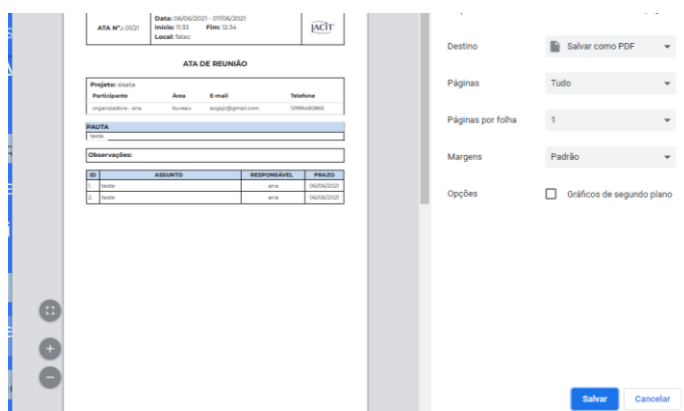 Data: 06/06/2021 - 07/06/2021
ATA Nº.: 01/21 Início: 11:33 Fim: 12:34
Local: fatec
JACIT
ATA DE REUNIÃO
Projeto: sisata
Participante Área E-mail Telefone
organizadora - ana bureau
PAUTA
teste
Observações:
ID ASSUNTO RESPONSÁVEL PRAZO
1. teste ana 06/06/2021
2. teste ana 06/06/2021
Destino Salvar como PDF
Páginas Tudo
Páginas por folha 1
Margens Padrão
Opções Gráficos de segundo plano
Salvar Cancelar